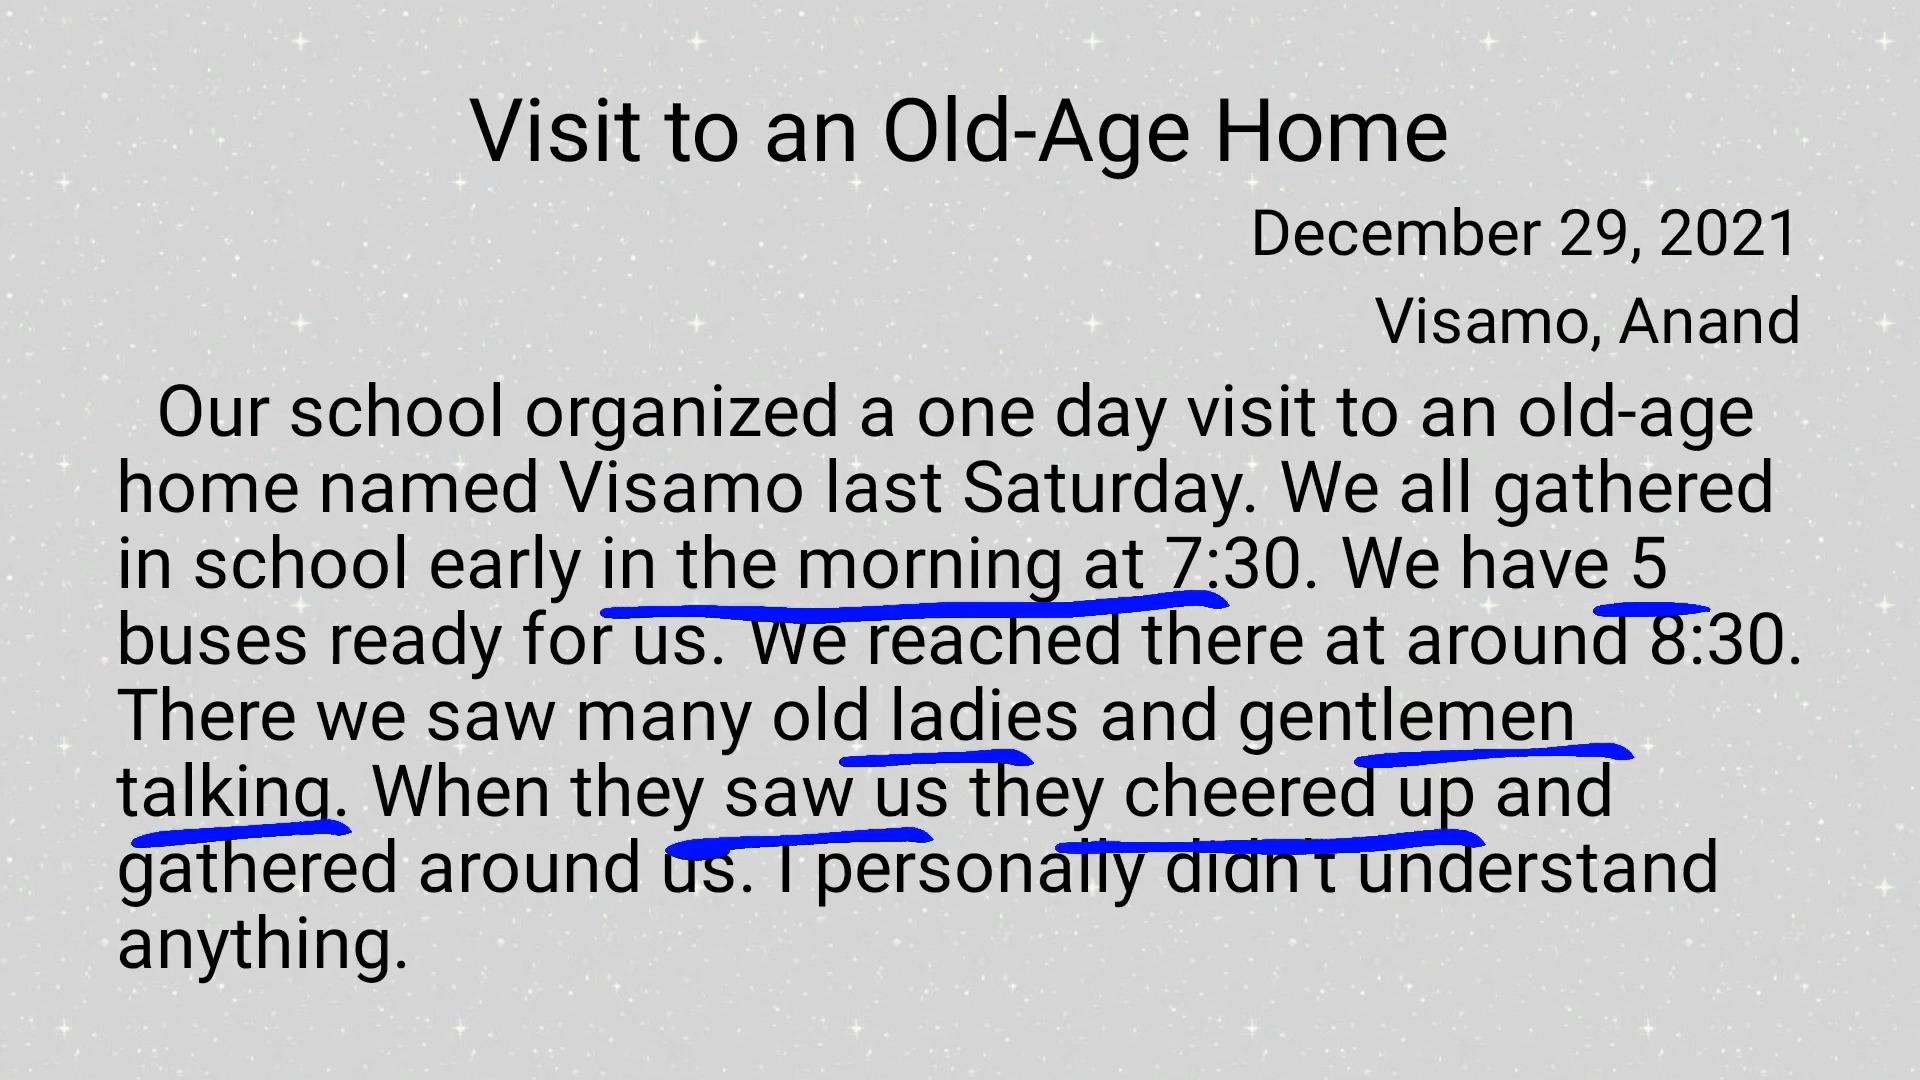 Visit to an Old-Age Home
December 29, 2021
Visamo, Anand
Our school organized a one day visit to an old-age
home named Visamo last Saturday. We all gathered
in school early in the morning at 7:30. We have 5
buses ready for us. We reached there at around 8:30.
There we saw many old ladies and gentlemen
talking. When they saw us they cheered up and
gathered around us. I personally didn't understand
anything.